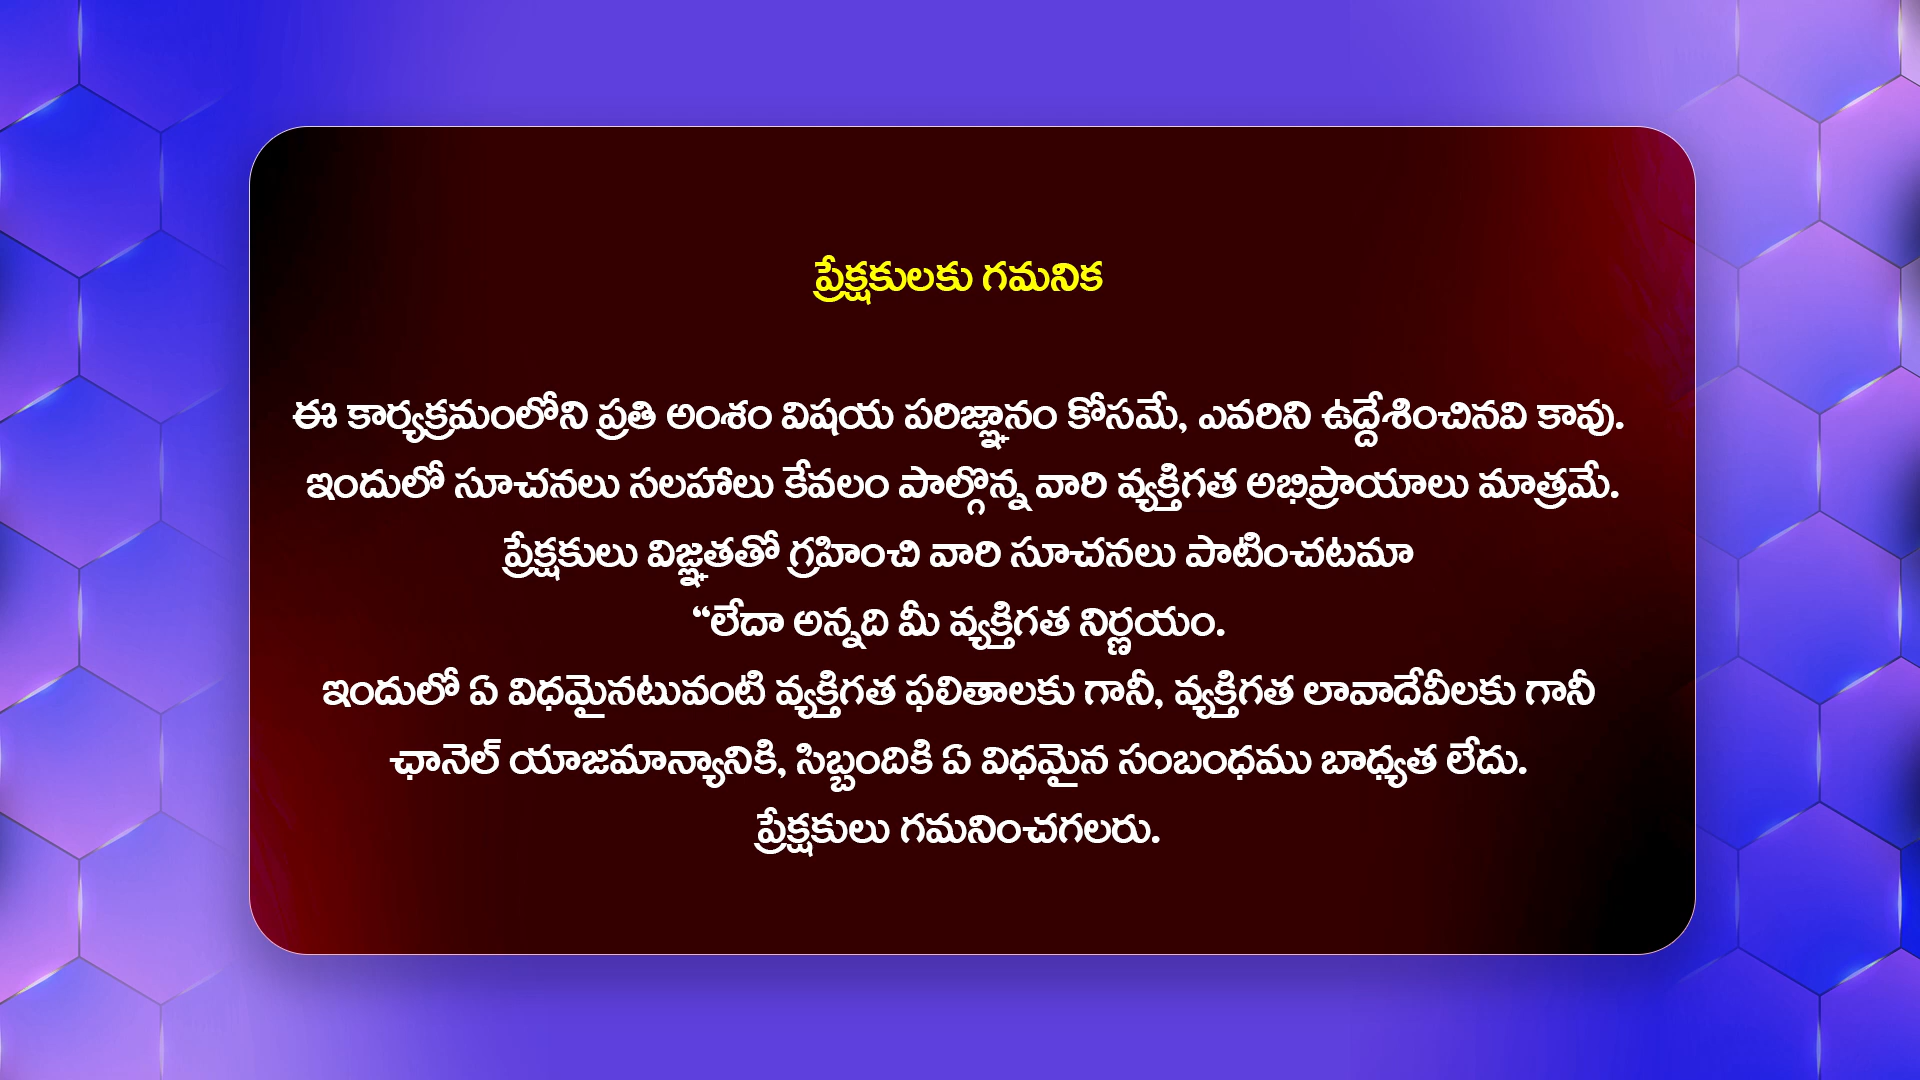 ప్రేక్షకులకు గమనిక
ఈ కార్యక్రమంలోని ప్రతి అంశం విషయ పరిజ్ఞానం కోసమే, ఎవరిని ఉద్దేశించినవి కావు.
ఇందులో సూచనలు సలహాలు కేవలం పాల్గొన్న వారి వ్యక్తిగత అభిప్రాయాలు మాత్రమే.
ప్రేక్షకులు విజ్ఞతతో గ్రహించి వారి సూచనలు పాటించటమా
“లేదా అన్నది మీ వ్యక్తిగత నిర్ణయం.
ఇందులో ఏ విధమైనటువంటి వ్యక్తిగత ఫలితాలకు గానీ, వ్యక్తిగత లావాదేవీలకు గానీ
ఛానెల్ యాజమాన్యానికి, సిబ్బందికి ఏ విధమైన సంబంధము బాధ్యత లేదు.
ప్రేక్షకులు గమనించగలరు.